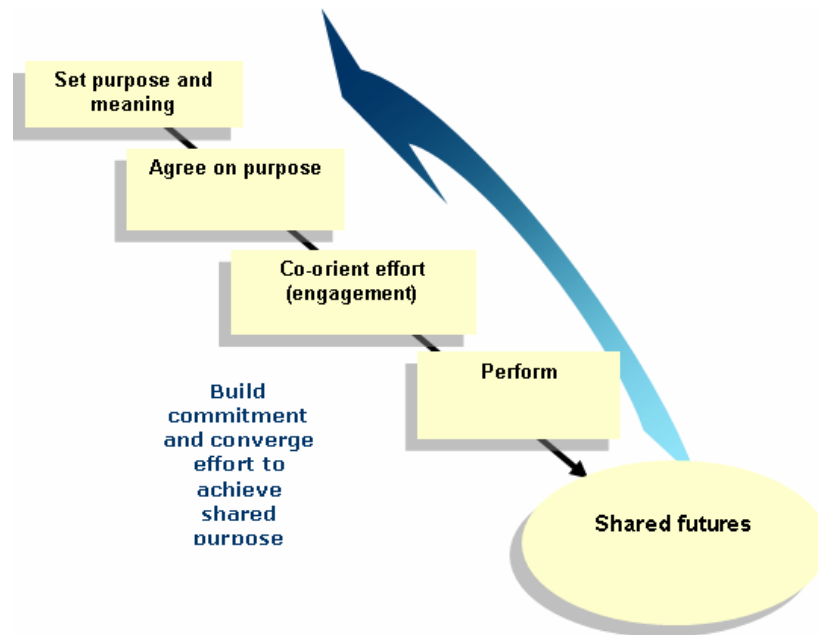 Set purpose and
meaning
Agree on purpose
Co-orient effort
(engagement)
Perform
Build
commitment
and converge
effort to
achieve
shared
purpose
Shared futures